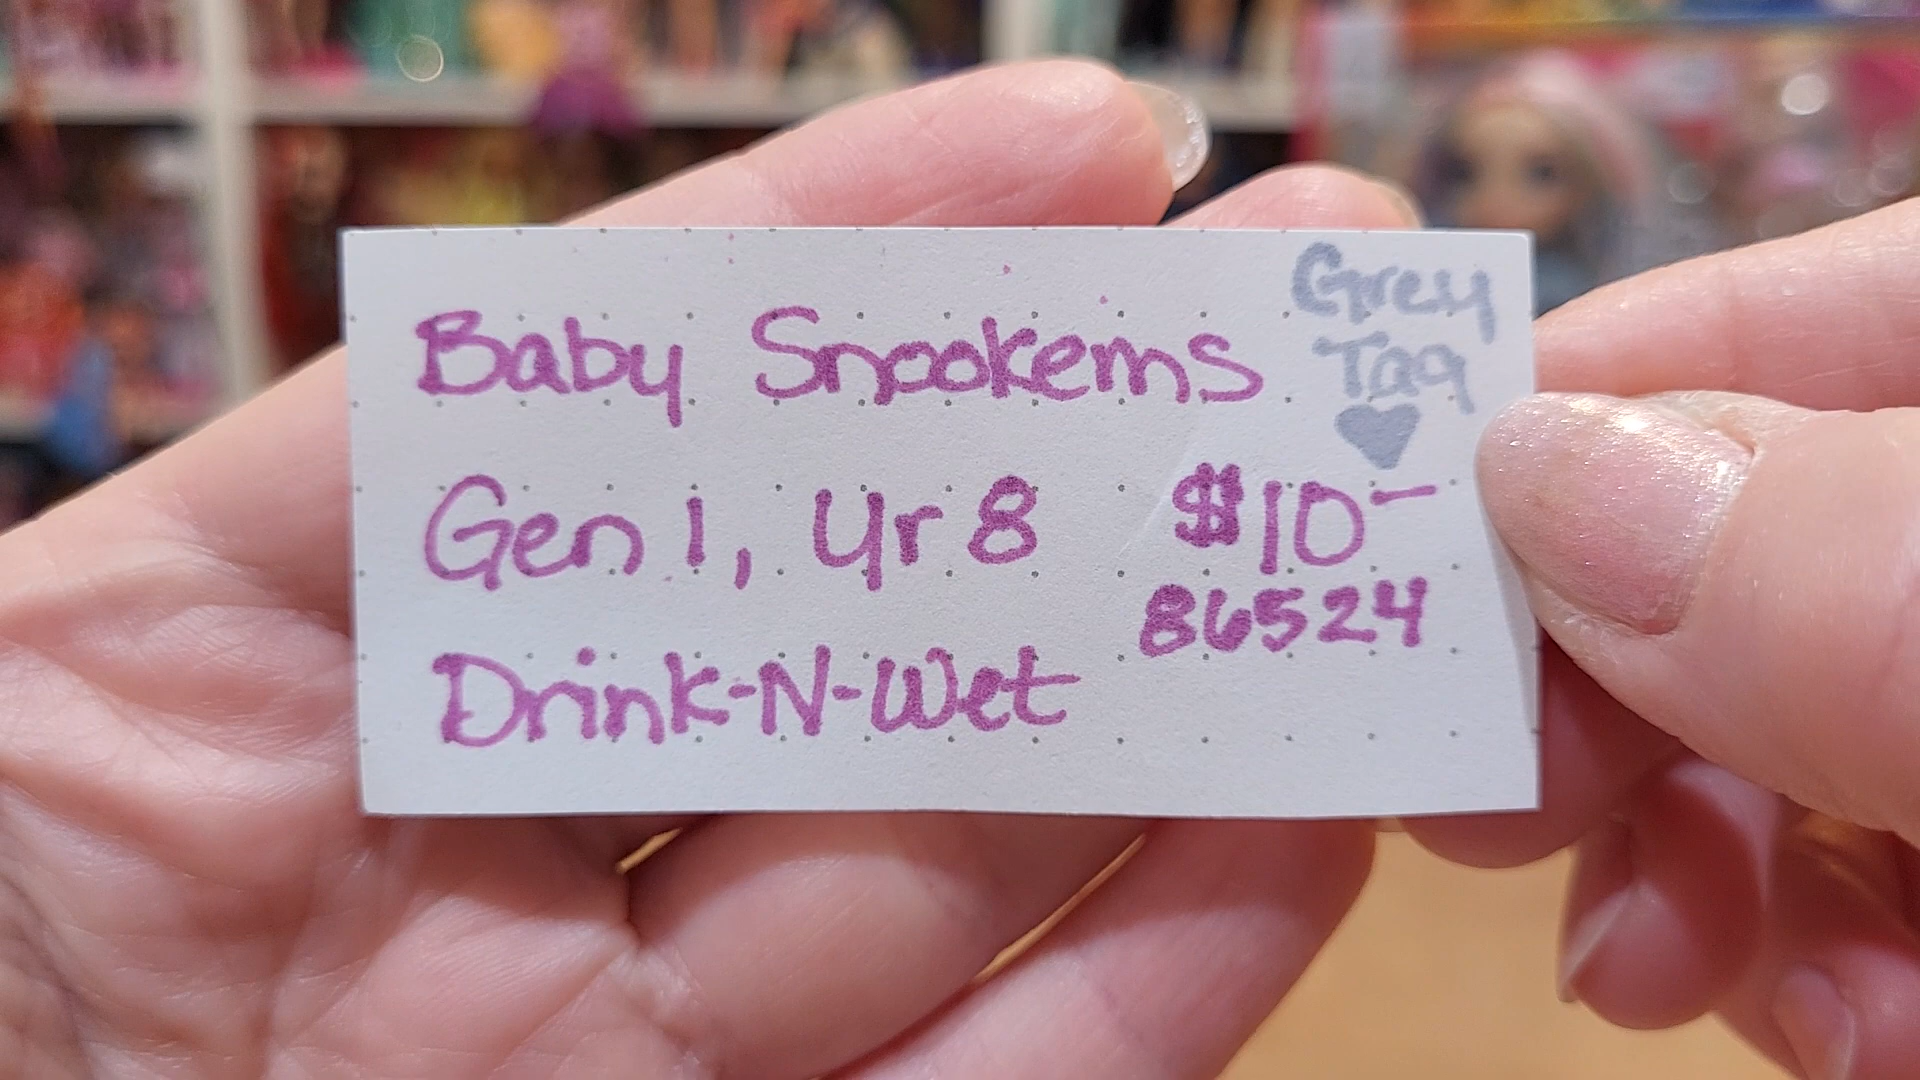 Baby Snookems
Grey
Tag
Gen 1, Yr 8
$10-
86524
Drink-N-Wet